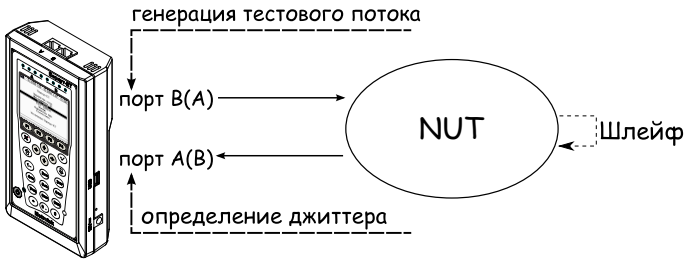 генерация тестового потока
порт B(A)
NUT
Шлейф
порт A(B)
определение джиттера